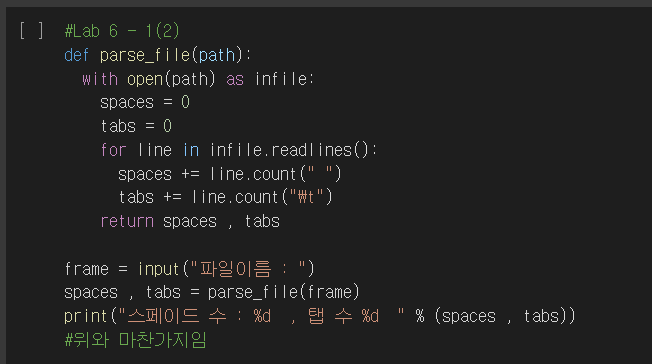 [ ] #Lab 6 - 1(2)
def parse_file(path):
  with open(path) as infile:
    spaces = 0
    tabs = 0
    for line in infile.readlines():
      spaces += line.count(" ")
      tabs += line.count("₩t")
    return spaces , tabs

frame = input("파일이름 : ")
spaces , tabs = parse_file(frame)
print("스페이드 수 : %d  , 탭 수 %d  " % (spaces , tabs))
#위와 마찬가지임